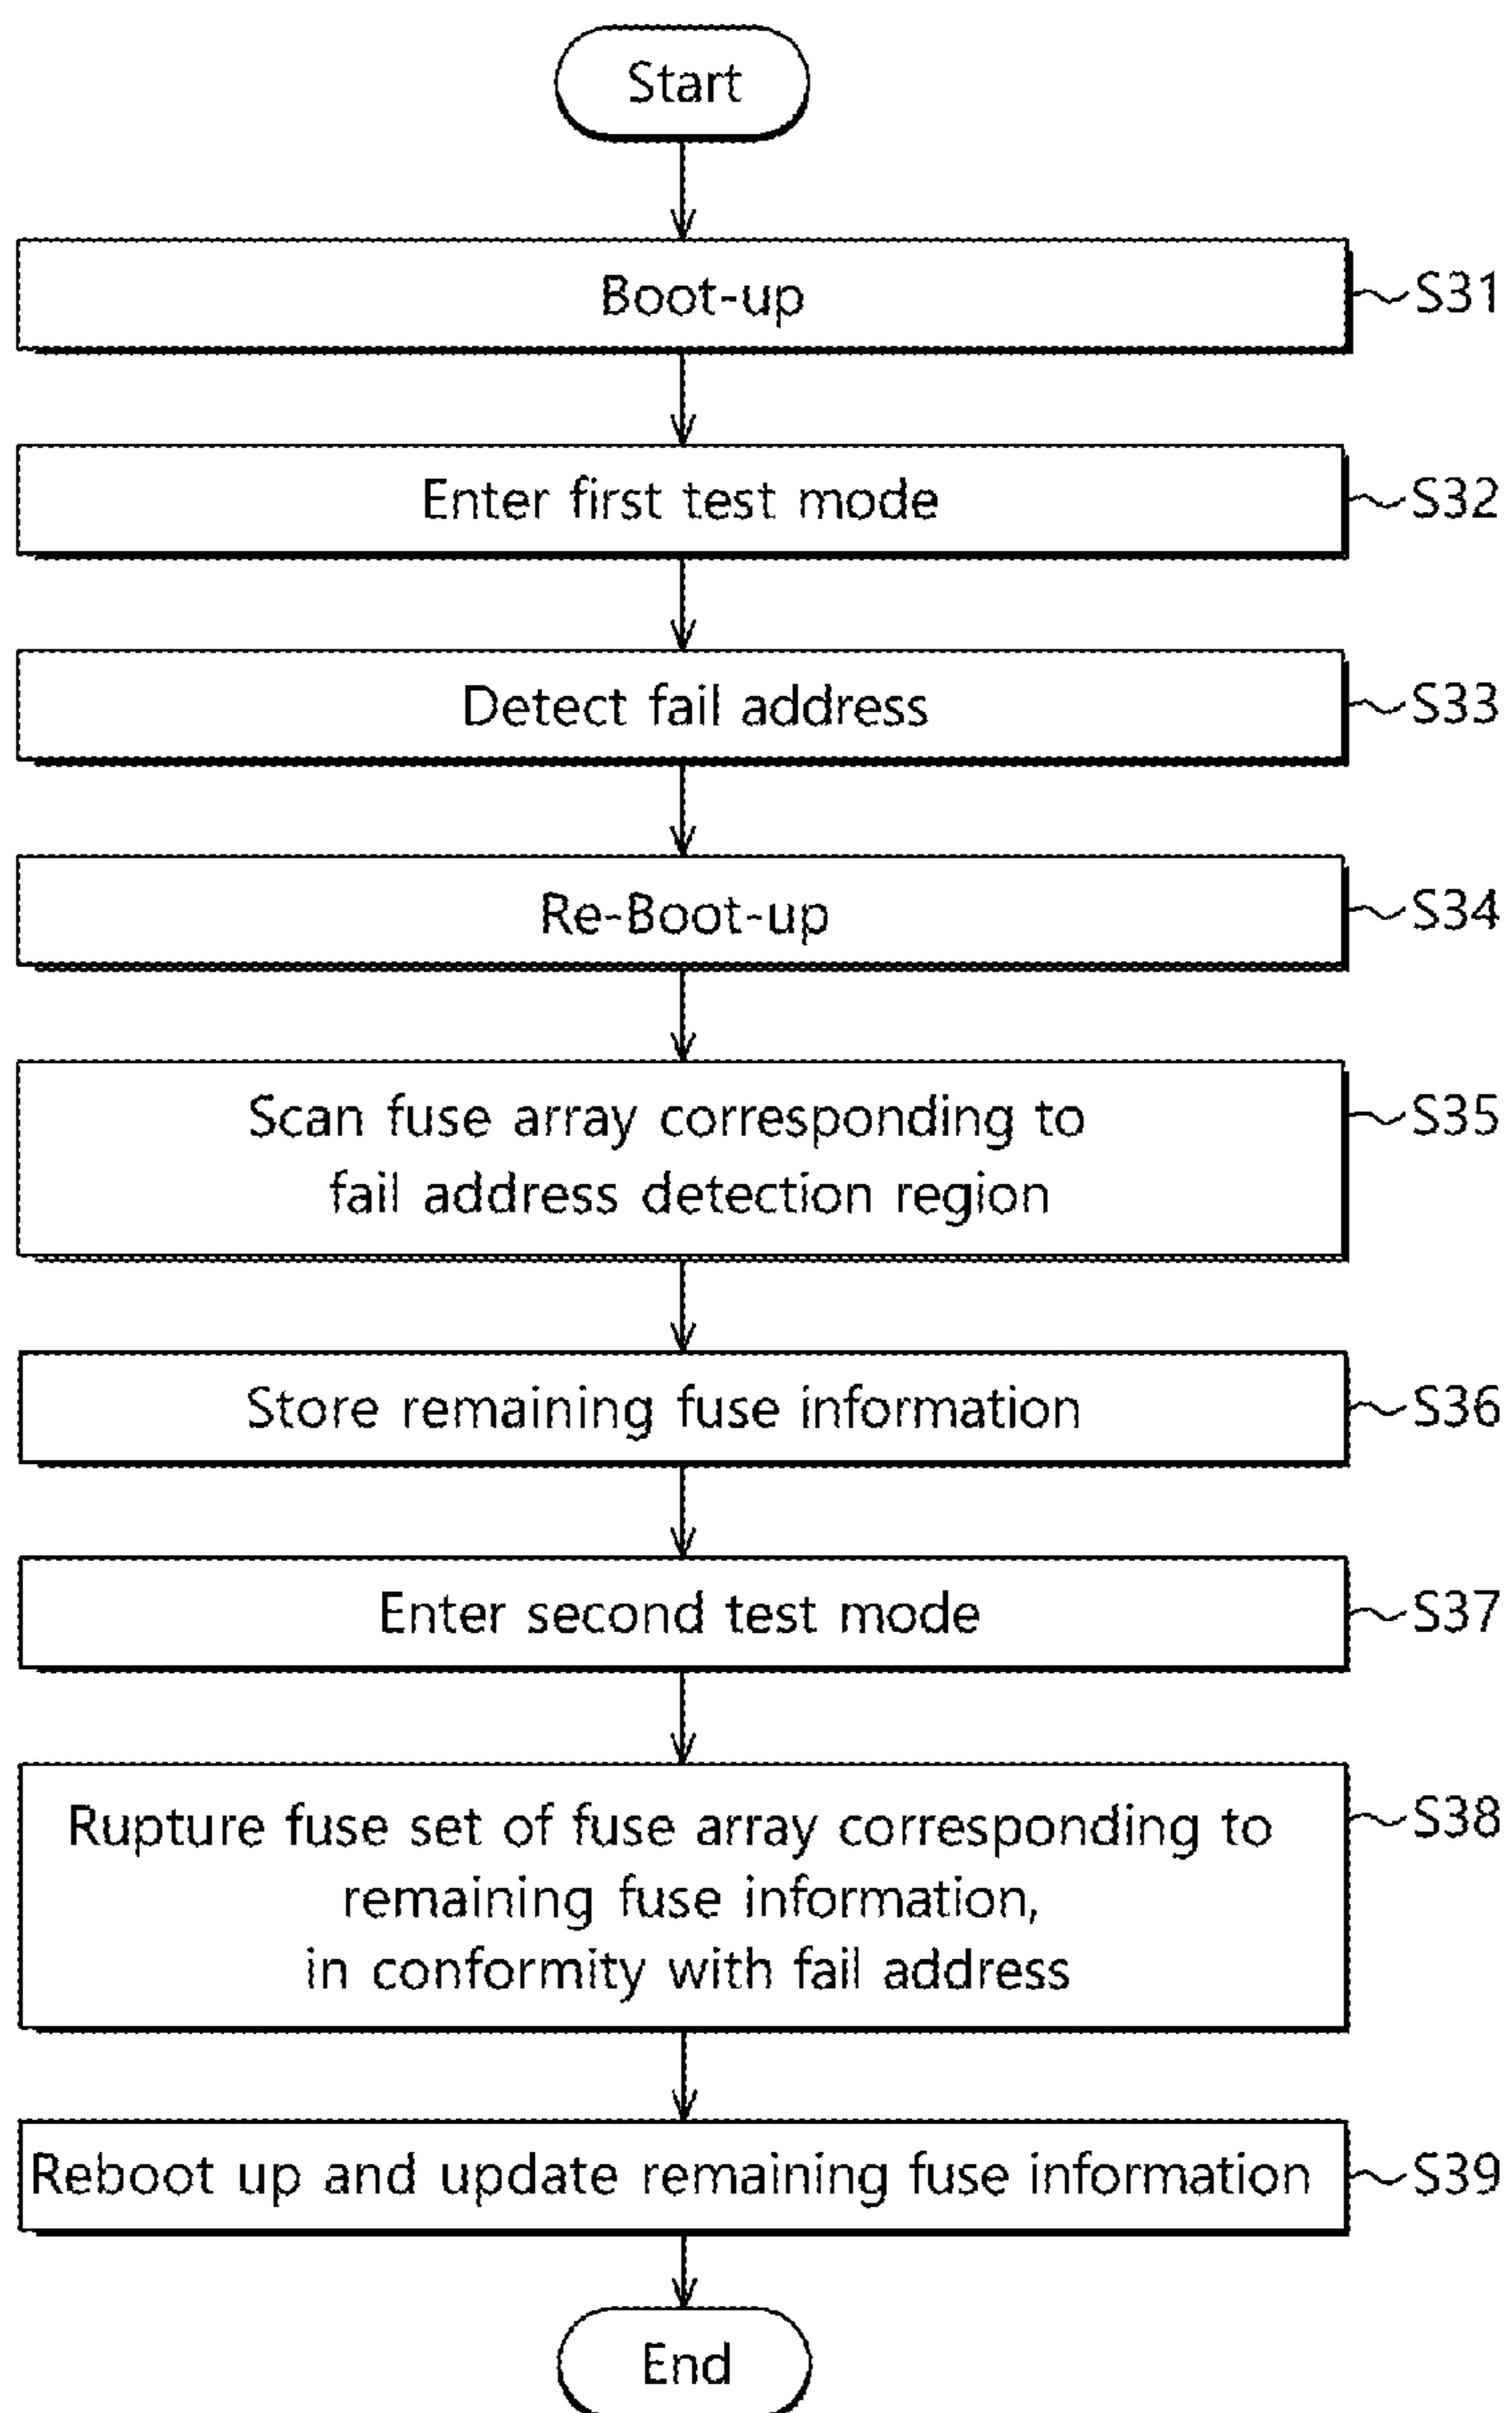 Start
Boot-up
S31
Enter first test mode
S32
Detect fail address
S33
Re-Boot-up
S34
Scan fuse array corresponding to
fail address detection region
S35
Store remaining fuse information
S36
Enter second test mode
S37
Rupture fuse set of fuse array corresponding to
remaining fuse information,
in conformity with fail address
S38
Reboot up and update remaining fuse information
S39
End